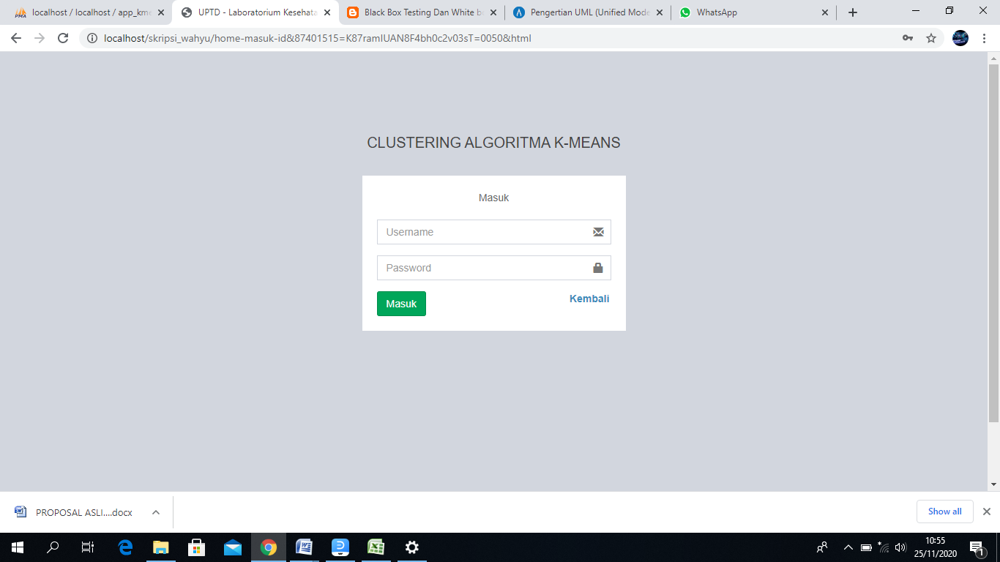 localhost / localhost / app_kme
UPTD - Laboratorium Kesehata
Black Box Testing Dan White b
Pengertian UML (Unified Mode
WhatsApp
localhost/skripsi_wahyu/home-masuk-id&87401515=K87ramIUAN8F4bh0c2v03sT=0050&html
CLUSTERING ALGORITMA K-MEANS
Masuk
Username
Password
Masuk
Kembali
PROPOSAL ASLI....docx
Show all
10:55
25/11/2020
1